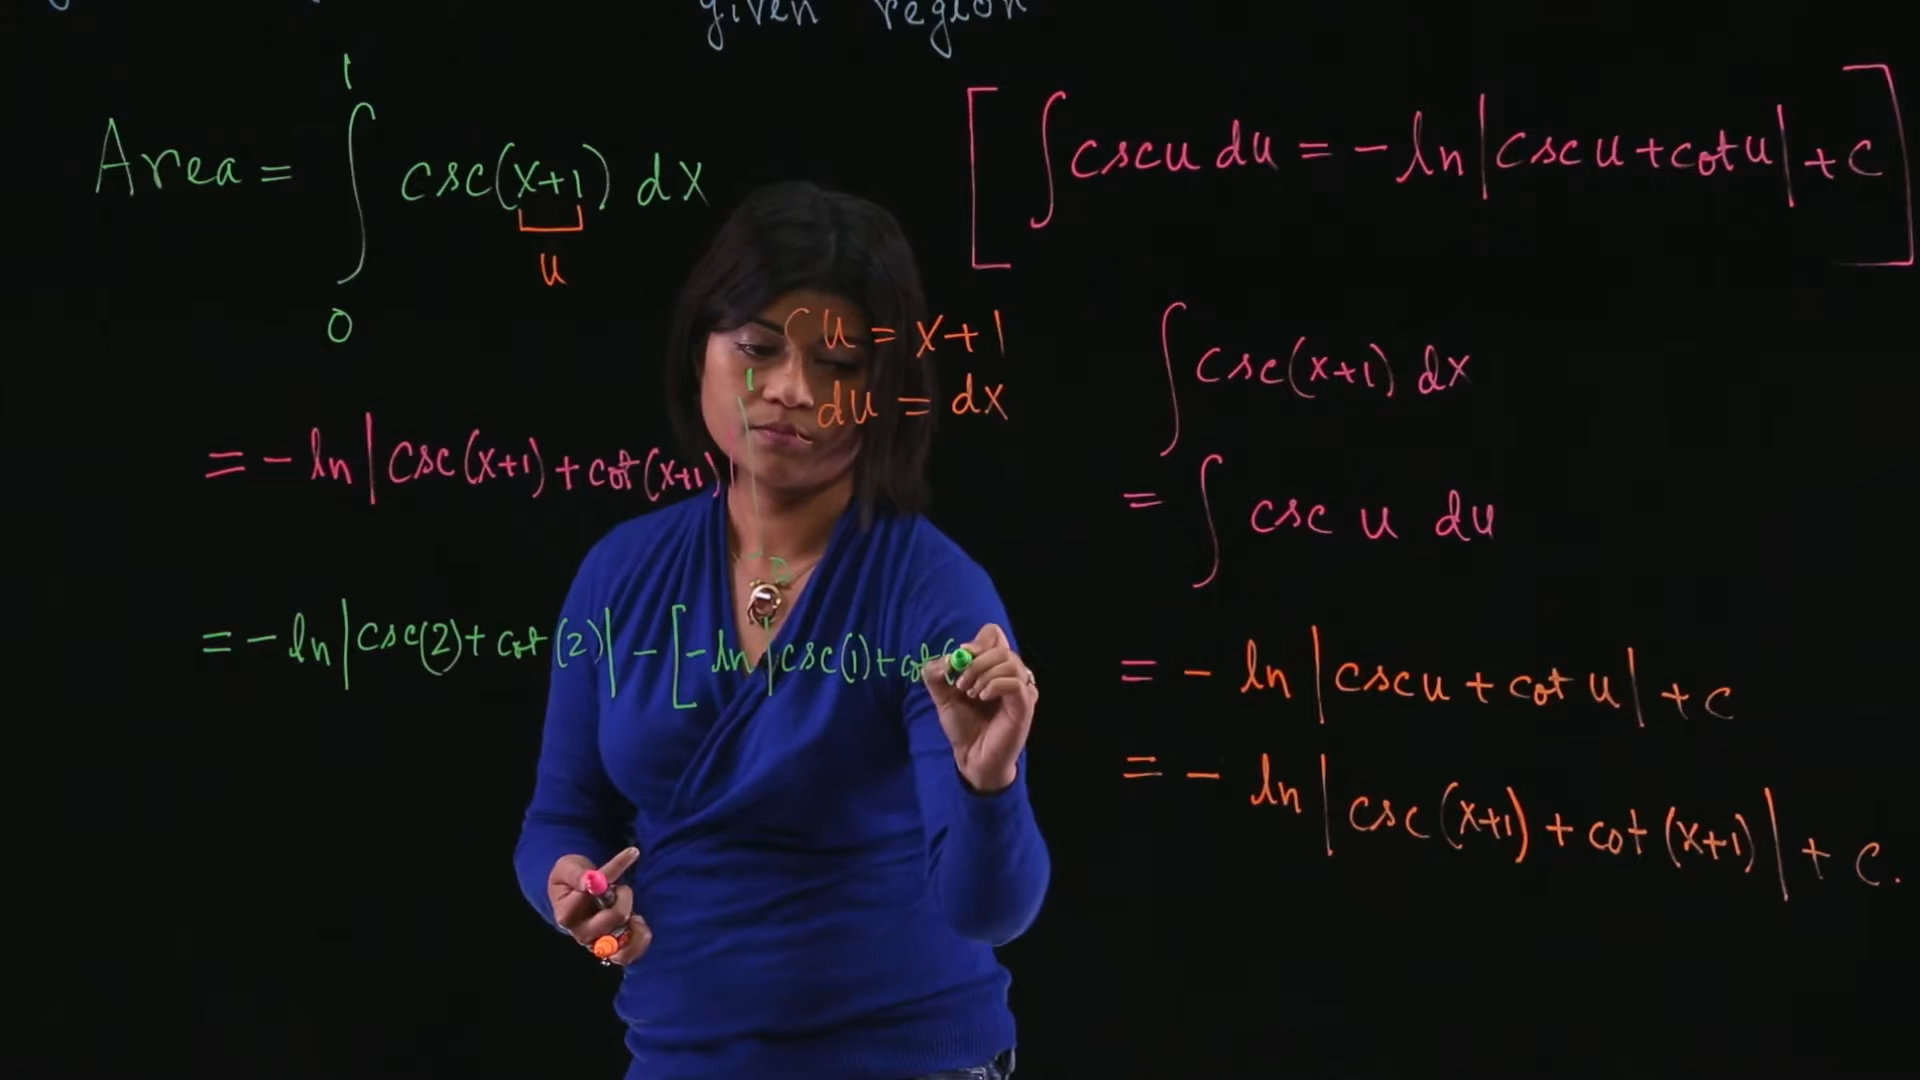 given region
Area = ∫₀¹ csc(x+1) dx
u
[∫ csc u du = - ln|csc u + cot u| + c]
u = x+1
du = dx
= - ln|csc(x+1) + cot(x+1)|₀¹
= - ln|csc(2) + cot(2)| - [- ln|csc(1) + cot(
∫ csc(x+1) dx
= ∫ csc u du
= - ln|csc u + cot u| + c
= - ln|csc(x+1) + cot(x+1)| + c.